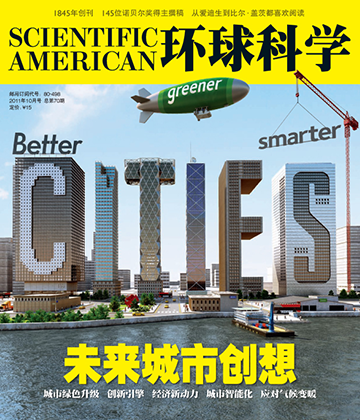 1845年创刊 145位诺贝尔奖得主撰稿 从爱迪生到比尔·盖茨都喜欢阅读
SCIENTIFIC
AMERICAN 环球科学
邮局订阅代号：80-498
2011年10月号 总第70期
定价：¥15
greener
Better
smarter
CITIES
未来城市创想
城市绿色升级 创新引擎 经济新动力 城市智能化 应对气候变暖